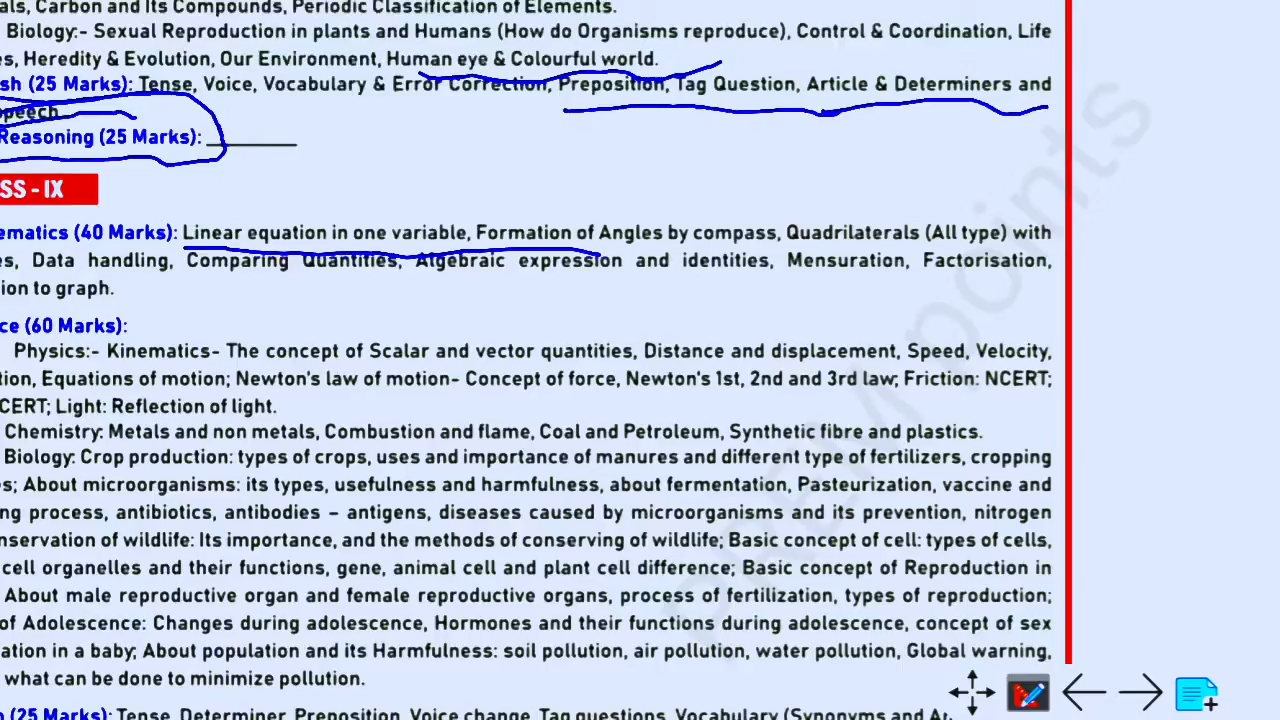 als, Carbon and Its Compounds, Periodic Classification of Elements.
Biology:- Sexual Reproduction in plants and Humans (How do Organisms reproduce), Control & Coordination, Life
es, Heredity & Evolution, Our Environment, Human eye & Colourful world.
sh (25 Marks): Tense, Voice, Vocabulary & Error Correction, Preposition, Tag Question, Article & Determiners and
peech
Reasoning (25 Marks): __________
SS - IX
ematics (40 Marks): Linear equation in one variable, Formation of Angles by compass, Quadrilaterals (All type) with
es, Data handling, Comparing Quantities, Algebraic expression and identities, Mensuration, Factorisation,
ion to graph.
ce (60 Marks):
Physics:- Kinematics- The concept of Scalar and vector quantities, Distance and displacement, Speed, Velocity,
tion, Equations of motion; Newton's law of motion- Concept of force, Newton's 1st, 2nd and 3rd law; Friction: NCERT;
CERT; Light: Reflection of light.
Chemistry: Metals and non metals, Combustion and flame, Coal and Petroleum, Synthetic fibre and plastics.
Biology: Crop production: types of crops, uses and importance of manures and different type of fertilizers, cropping
es; About microorganisms: its types, usefulness and harmfulness, about fermentation, Pasteurization, vaccine and
ng process, antibiotics, antibodies – antigens, diseases caused by microorganisms and its prevention, nitrogen
nservation of wildlife: Its importance, and the methods of conserving of wildlife; Basic concept of cell: types of cells,
cell organelles and their functions, gene, animal cell and plant cell difference; Basic concept of Reproduction in
About male reproductive organ and female reproductive organs, process of fertilization, types of reproduction;
of Adolescence: Changes during adolescence, Hormones and their functions during adolescence, concept of sex
ation in a baby; About population and its Harmfulness: soil pollution, air pollution, water pollution, Global warning,
what can be done to minimize pollution.
(25 Marks): Tense, Determiner, Preposition, Voice change, Tag questions, Vocabulary (Synonyms and
PREM points